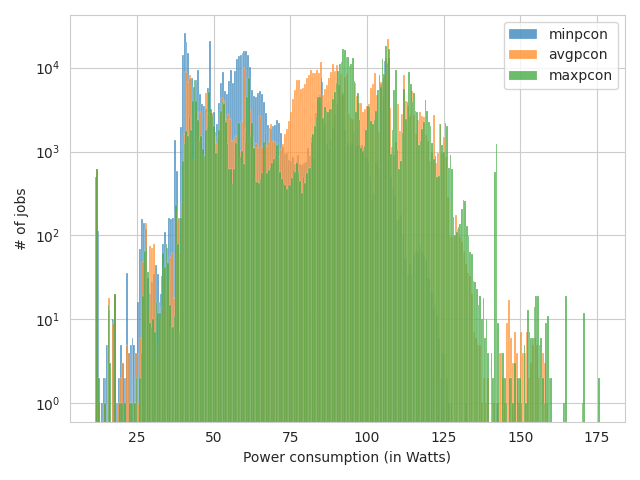 minpcon
avgpcon
maxpcon
# of jobs
10⁴
10³
10²
10¹
10⁰
25 50 75 100 125 150 175
Power consumption (in Watts)